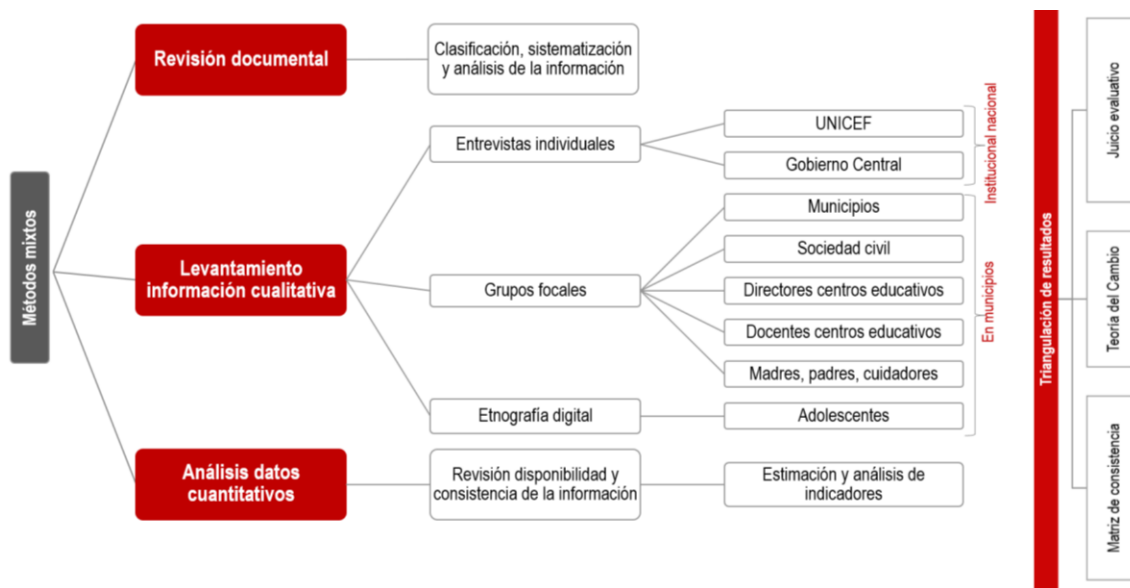 Métodos mixtos
Revisión documental
Clasificación, sistematización
y análisis de la información
Levantamiento
información cualitativa
Entrevistas individuales
UNICEF
Gobierno Central
Institucional nacional
Grupos focales
Municipios
Sociedad civil
Directores centros educativos
Docentes centros educativos
Madres, padres, cuidadores
Etnografía digital
Adolescentes
En municipios
Análisis datos
cuantitativos
Revisión disponibilidad y
consistencia de la información
Estimación y análisis de
indicadores
Triangulación de resultados
Juicio evaluativo
Teoría del Cambio
Matriz de consistencia